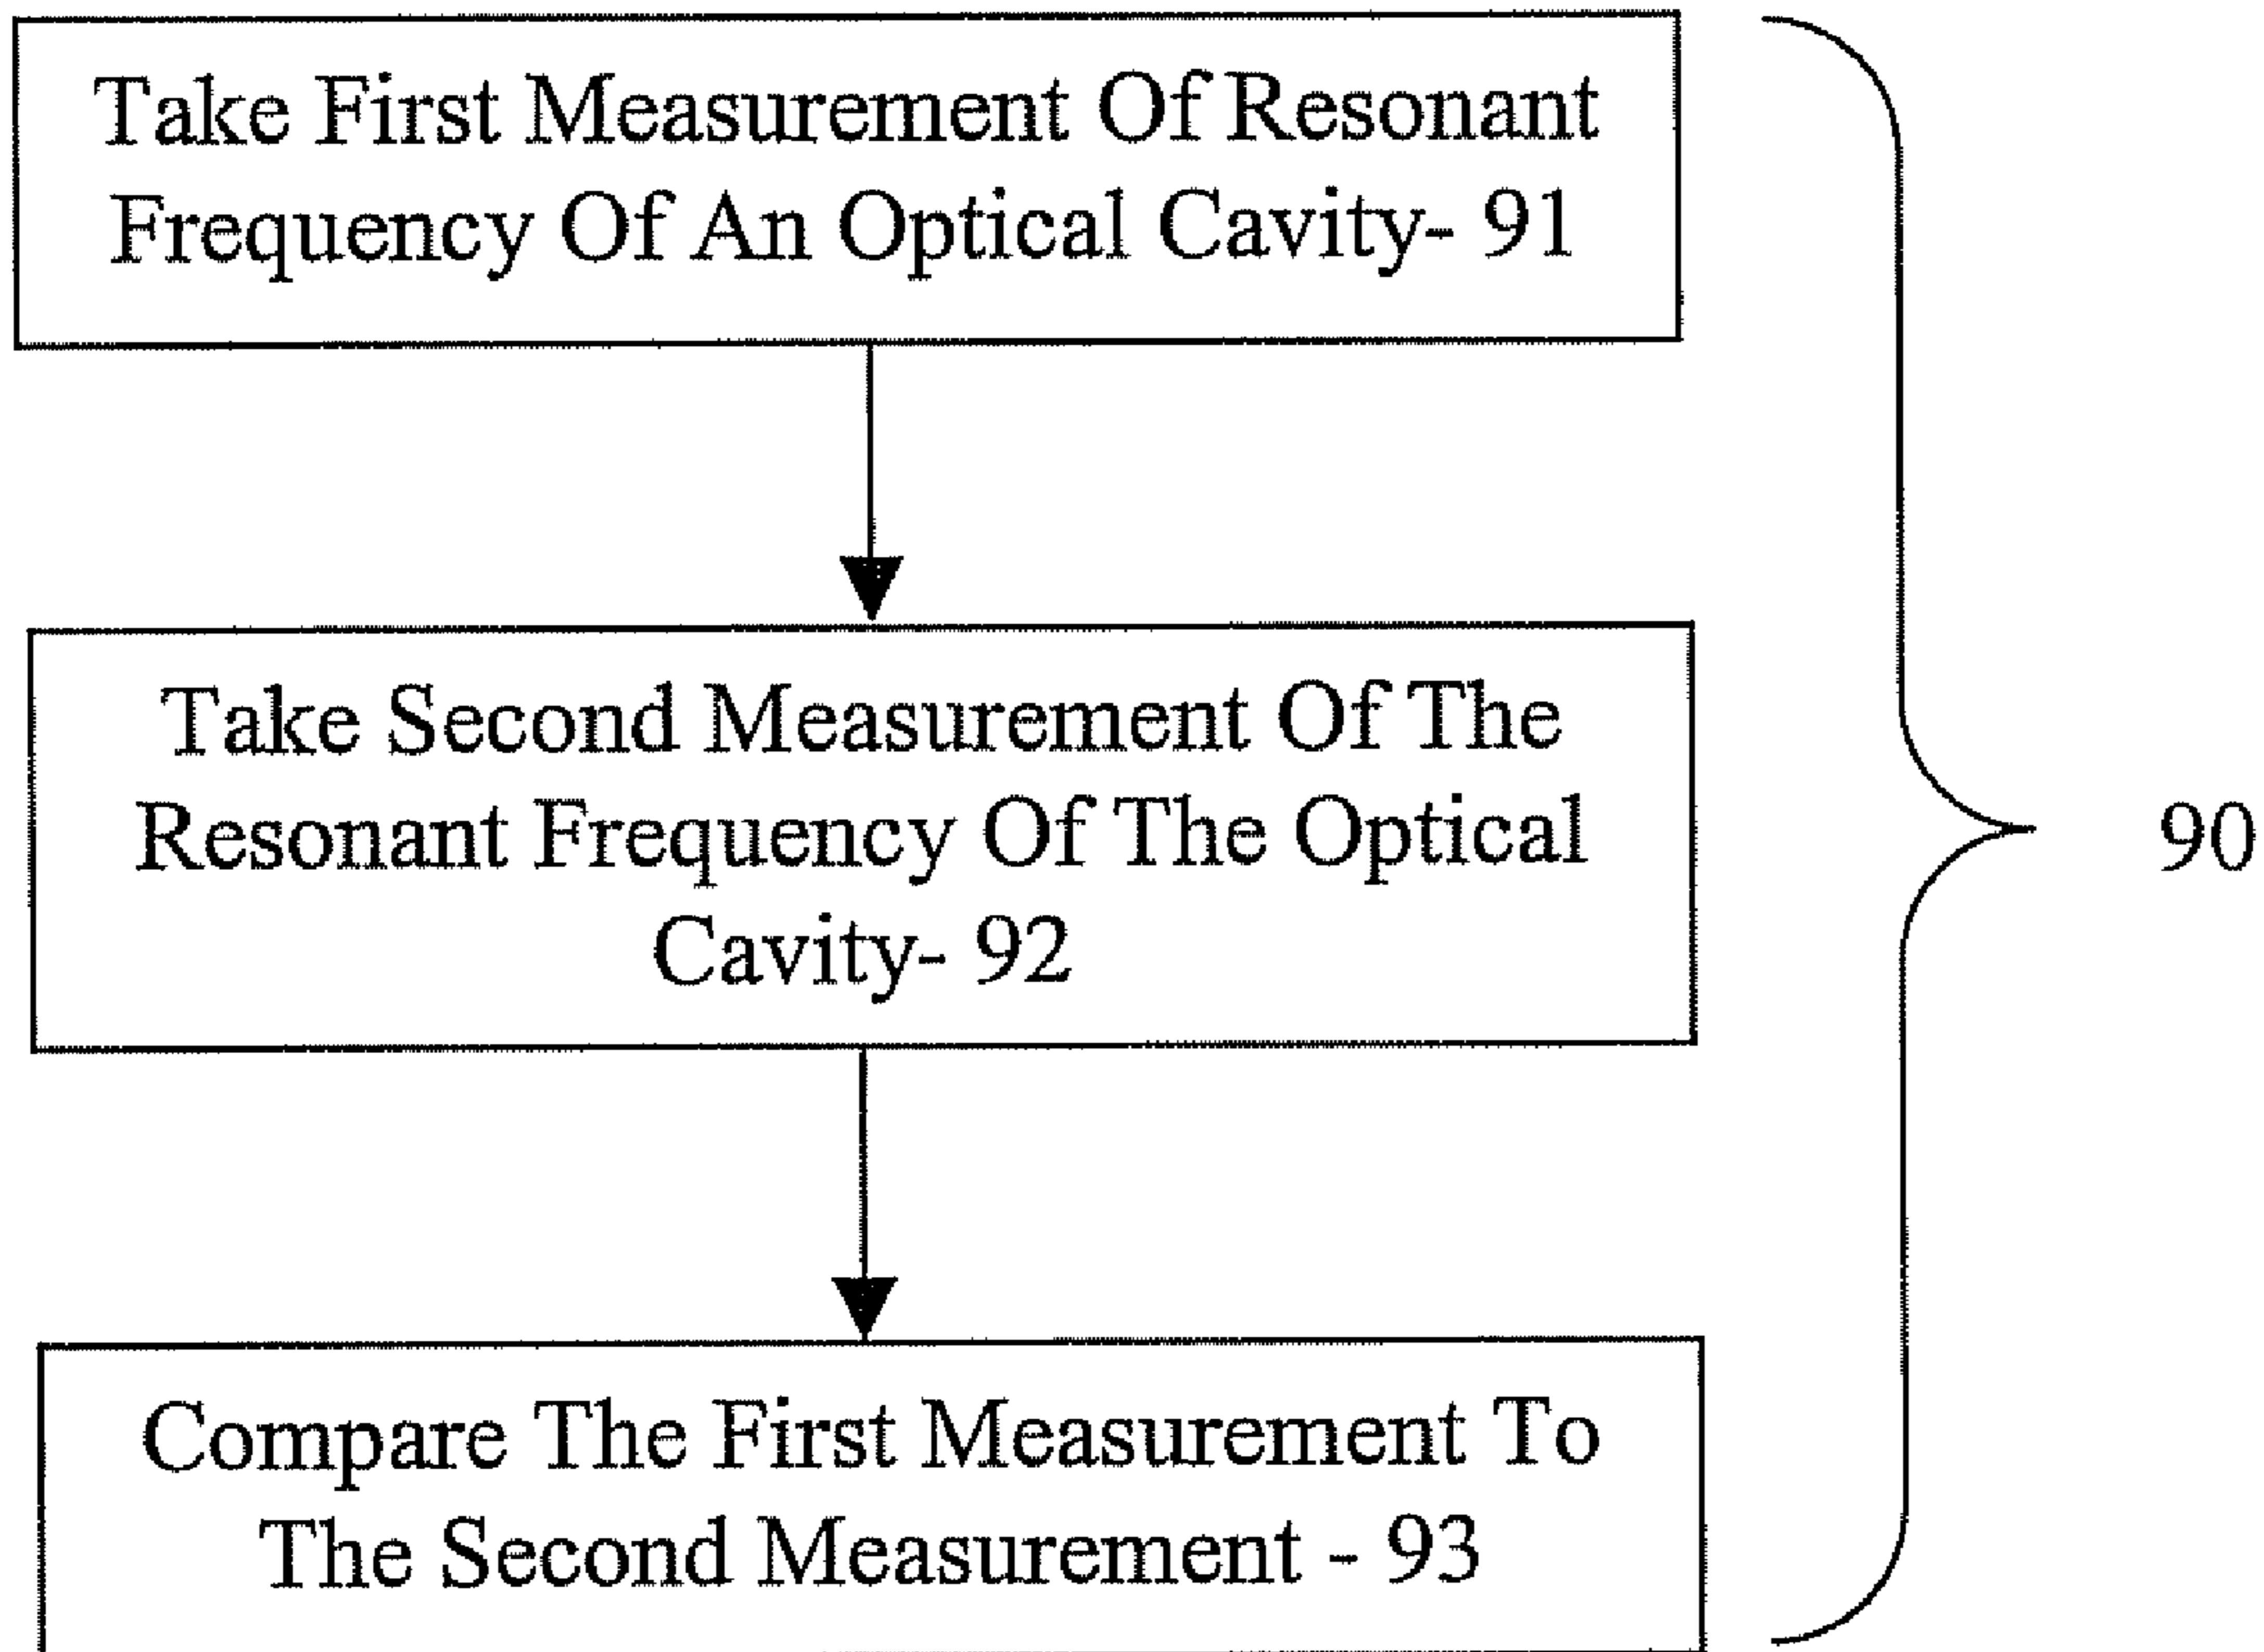 Take First Measurement Of Resonant
Frequency Of An Optical Cavity- 91
Take Second Measurement Of The
Resonant Frequency Of The Optical
Cavity- 92
90
Compare The First Measurement To
The Second Measurement - 93